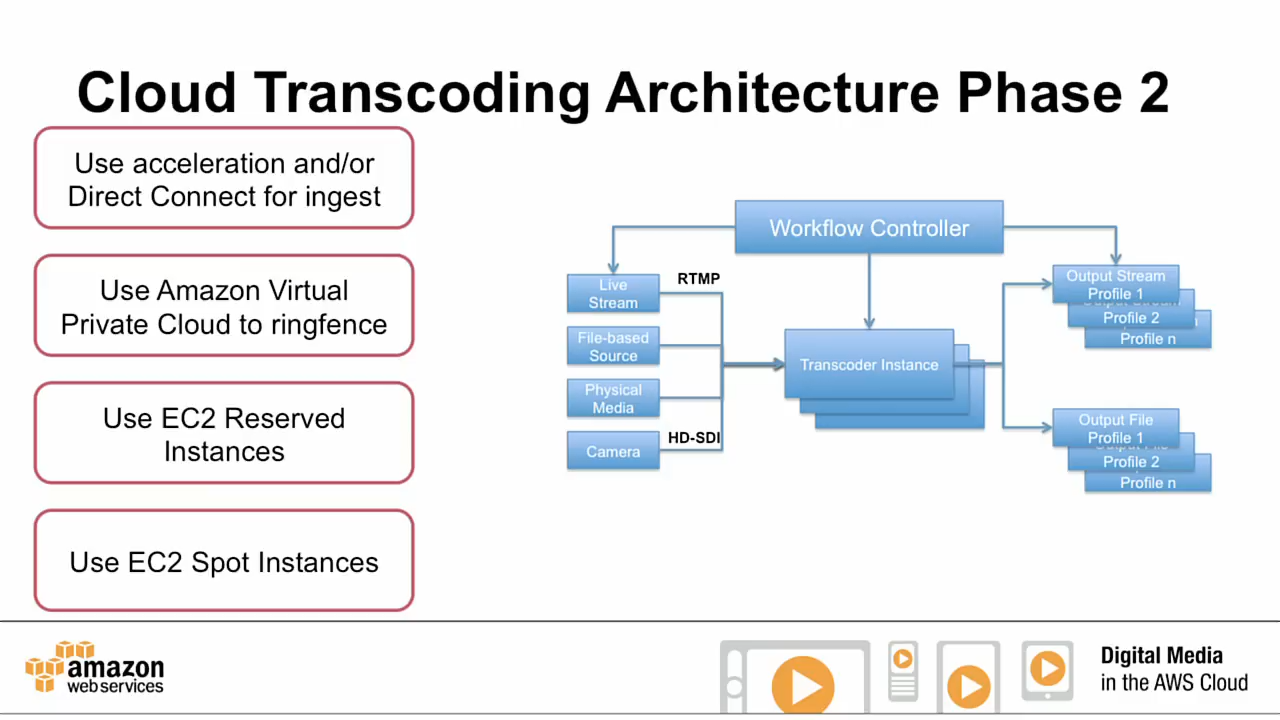 Cloud Transcoding Architecture Phase 2
Use acceleration and/or
Direct Connect for ingest
Use Amazon Virtual
Private Cloud to ringfence
Use EC2 Reserved
Instances
Use EC2 Spot Instances
Workflow Controller
Live
Stream
RTMP
File-based
Source
Physical
Media
HD-SDI
Camera
Transcoder Instance
Output Stream
Profile 1
Profile 2
Profile n
Output File
Profile 1
Profile 2
Profile n
amazon
web services
Digital Media
in the AWS Cloud